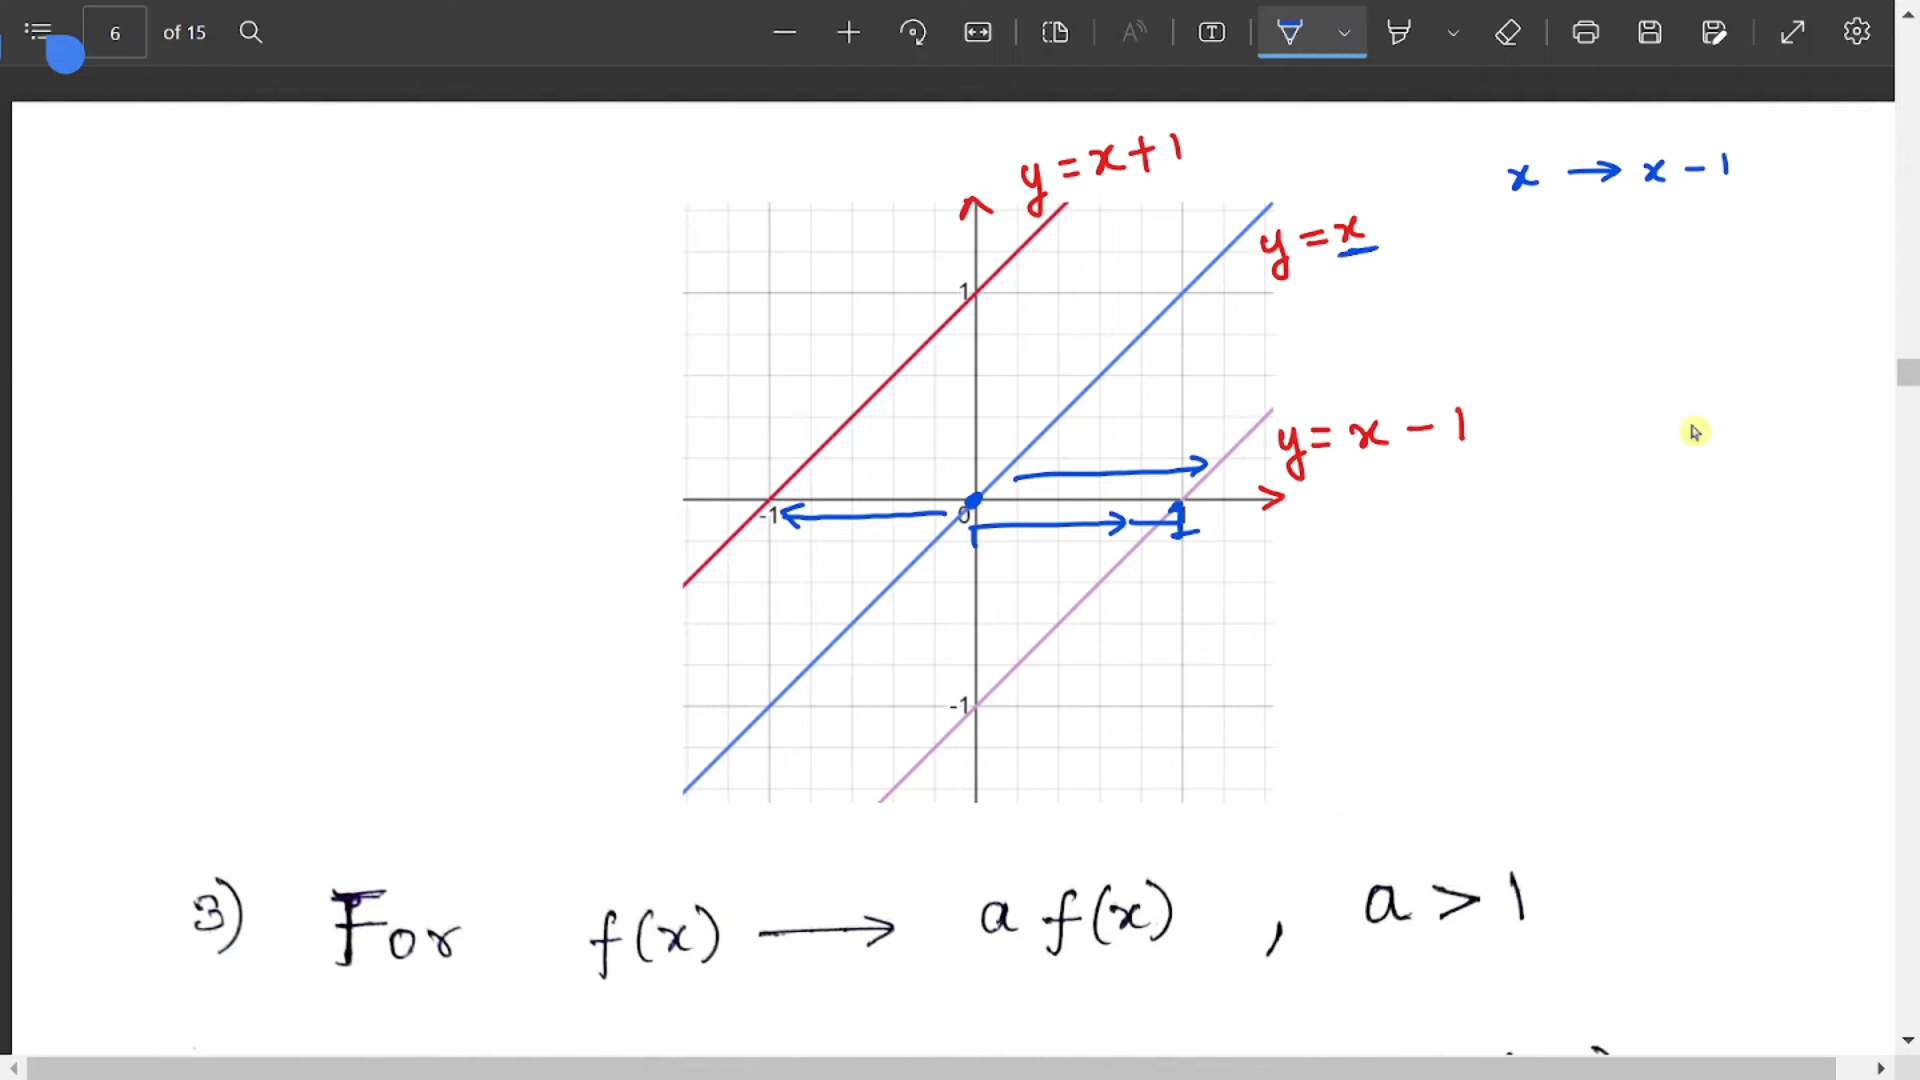 6 of 15
y = x + 1
x → x - 1
y = x
1
y = x - 1
-1 0 1
-1
3) For f(x) → a f(x) , a > 1